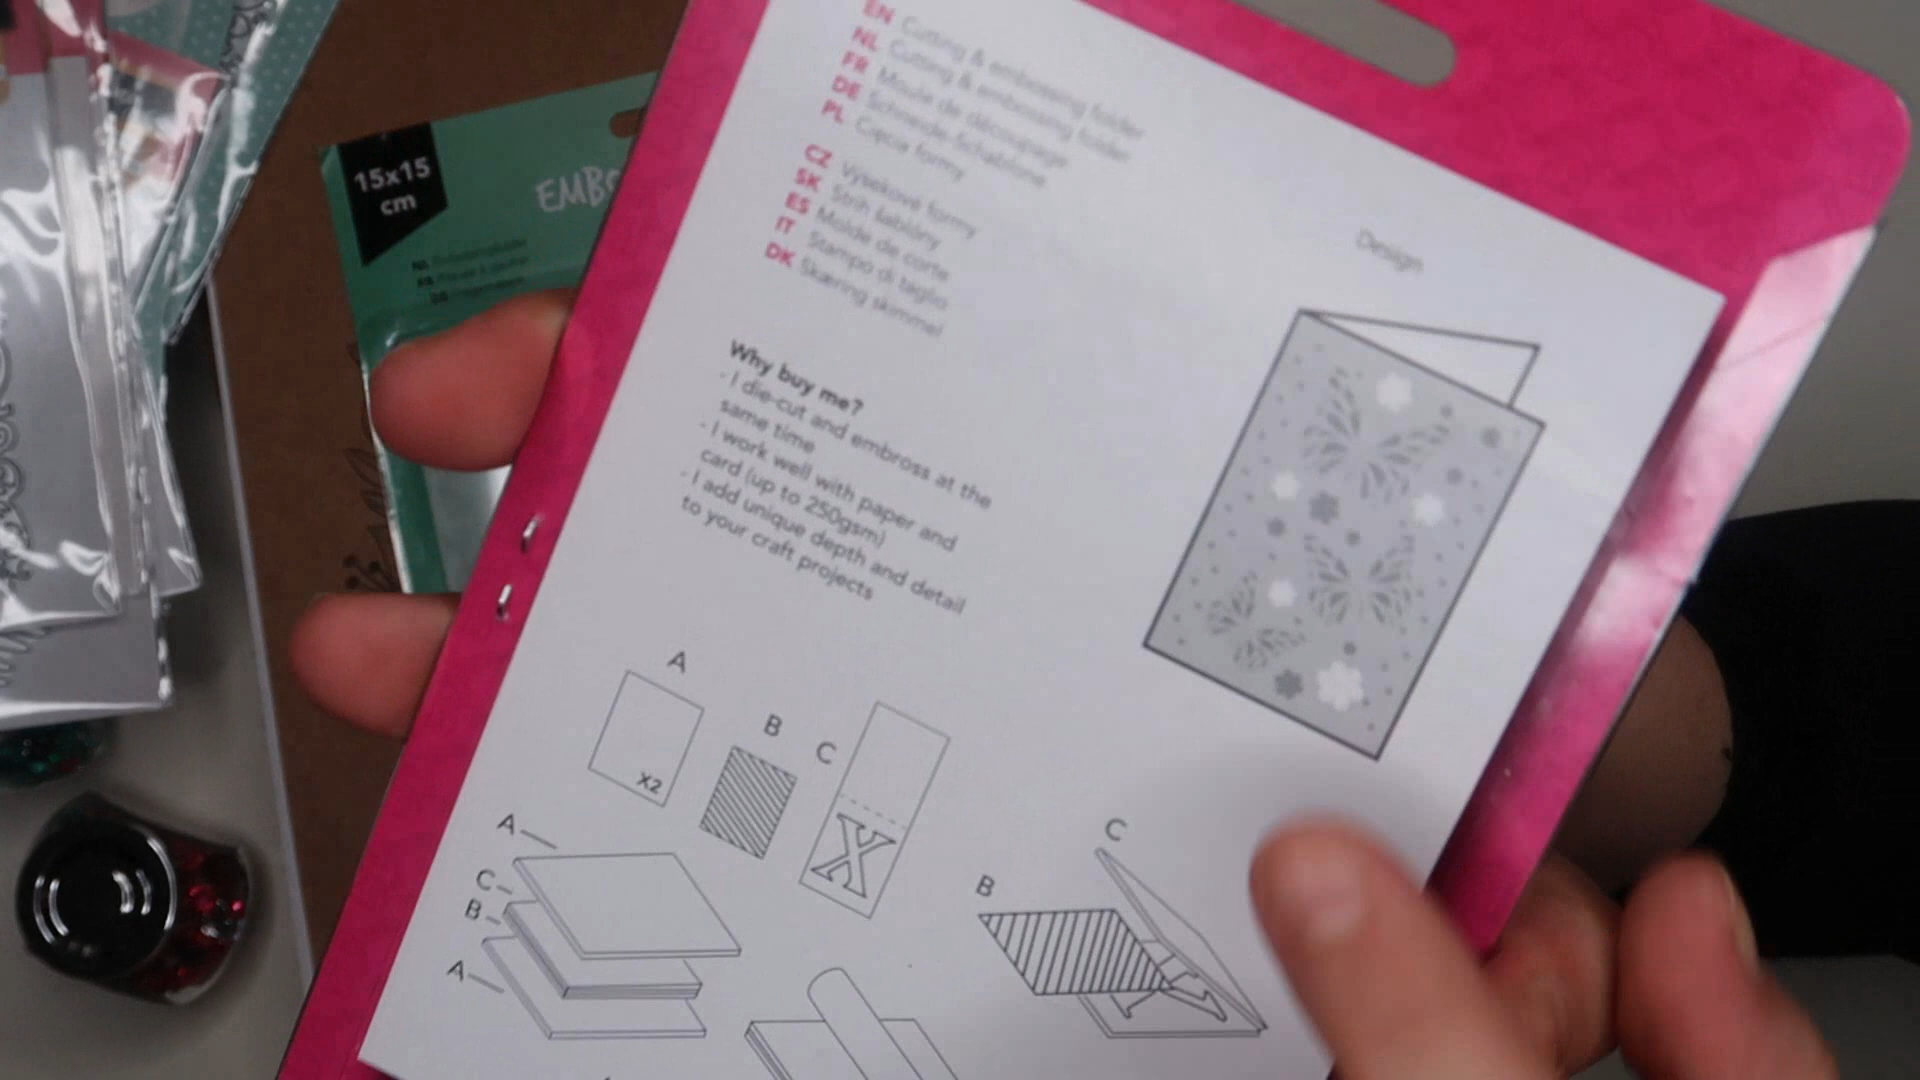 EN Cutting & embossing folder
NL Cutting & embossing folder
FR Moule de découpage
DE Schneide-Schablone
PL Cięcia formy
CZ Vysekové formy
SK Strih šablóny
ES Molde de corte
IT Stampo di taglio
DK Skæring skimmel
Why buy me?
- I die-cut and embross at the
same time
- I work well with paper and
card (up to 250gsm)
- I add unique depth and detail
to your craft projects
Design
A
X2
B
C
X
A
C
B
A
B
C
15x15
cm
EMBO
NL
FR
DE